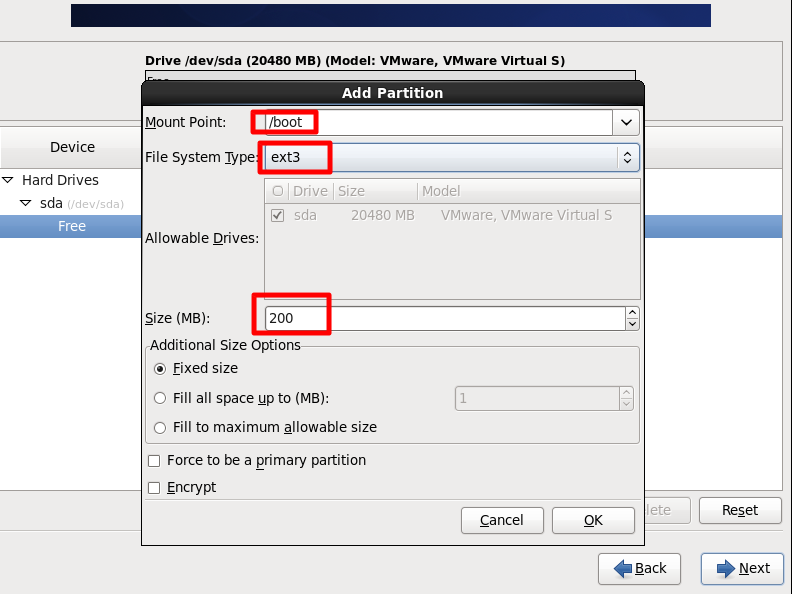 Drive /dev/sda (20480 MB) (Model: VMware, VMware Virtual S)
Free
Add Partition
Mount Point: /boot
File System Type: ext3
Device
Hard Drives
sda (/dev/sda)
Free
Allowable Drives:
Drive Size Model
sda 20480 MB VMware, VMware Virtual S
Size (MB): 200
Additional Size Options
Fixed size
Fill all space up to (MB): 1
Fill to maximum allowable size
Force to be a primary partition
Encrypt
Cancel OK
lete Reset
Back Next